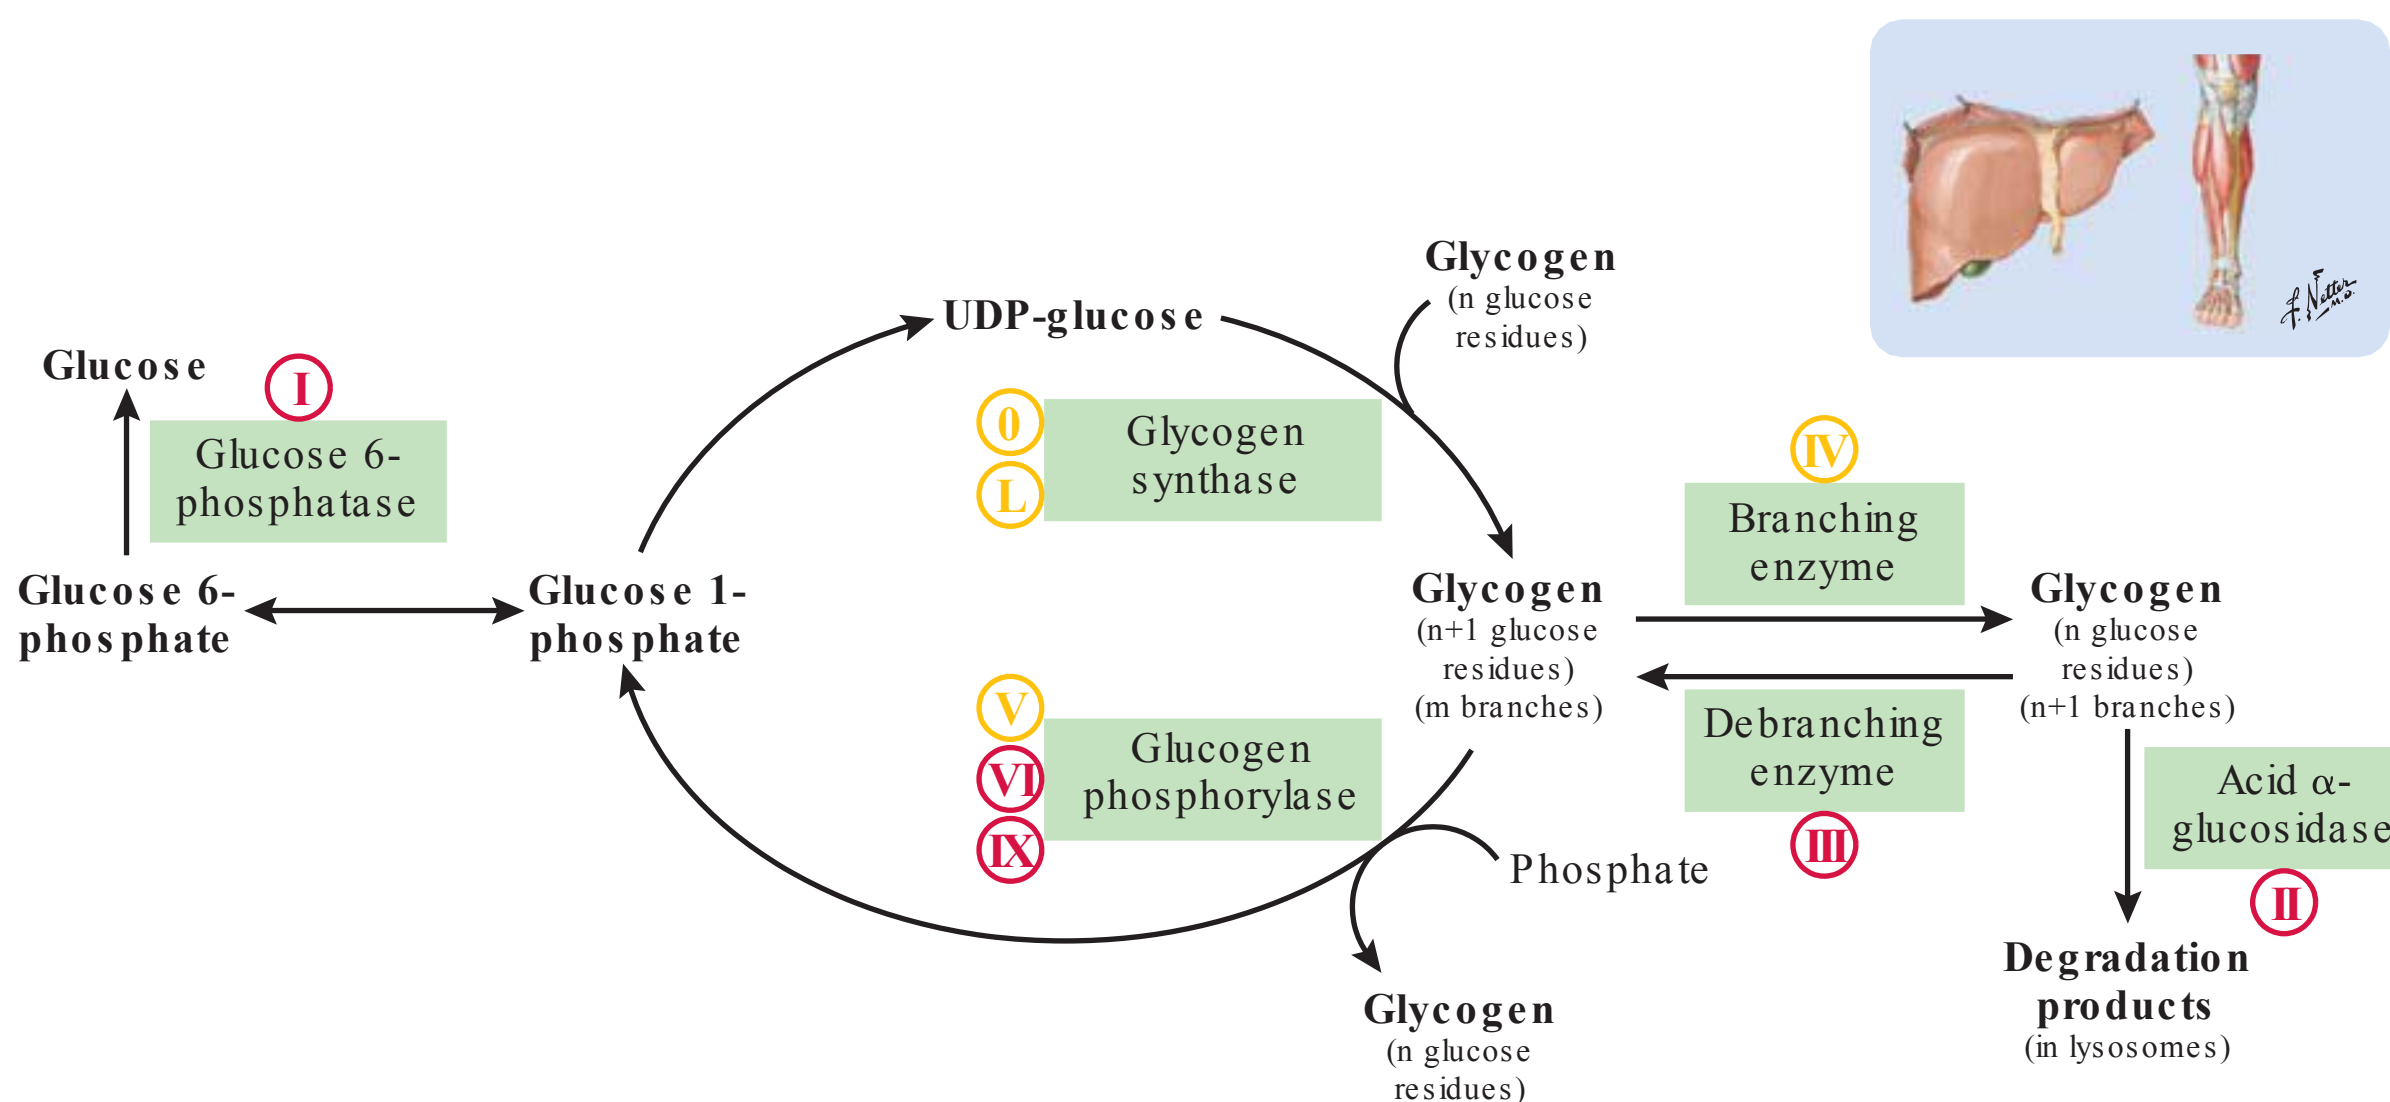 Glycogen
(n glucose
residues)
UDP-glucose
Glucose
I
Glucose 6-
phosphatase
0
L
Glycogen
synthase
IV
Branching
enzyme
Glucose 6-
phosphate
Glucose 1-
phosphate
Glycogen
(n+1 glucose
residues)
(m branches)
Glycogen
(n glucose
residues)
(n+1 branches)
V
VI
IX
Glucogen
phosphorylase
Debranching
enzyme
III
Acid α-
glucosidase
II
Phosphate
Degradation
products
(in lysosomes)
Glycogen
(n glucose
residues)
F. Netter
M.D.